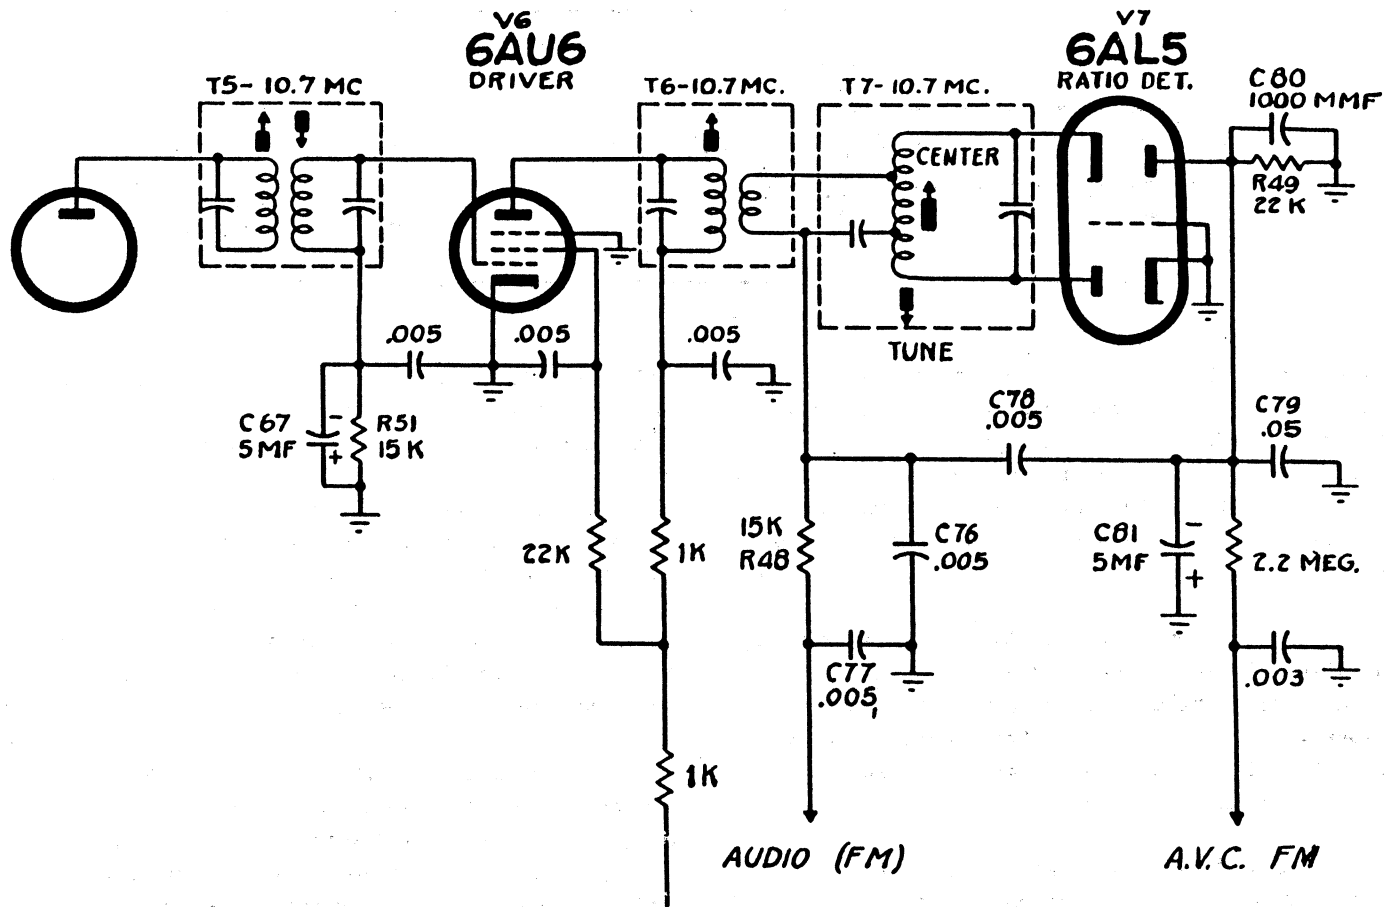 V6
6AU6
DRIVER
V7
6AL5
RATIO DET.
T5- 10.7 MC
T6-10.7 MC.
T7- 10.7 MC.
C80
1000 MMF
CENTER
R49
22 K
TUNE
.005
.005
.005
C67
5 MF
-
+
R51
15 K
C78
.005
C79
.05
22K
1K
15K
R48
C76
.005
C81
5MF
-
+
2.2 MEG.
C77
.005
.003
1K
AUDIO (FM)
A.V.C. FM